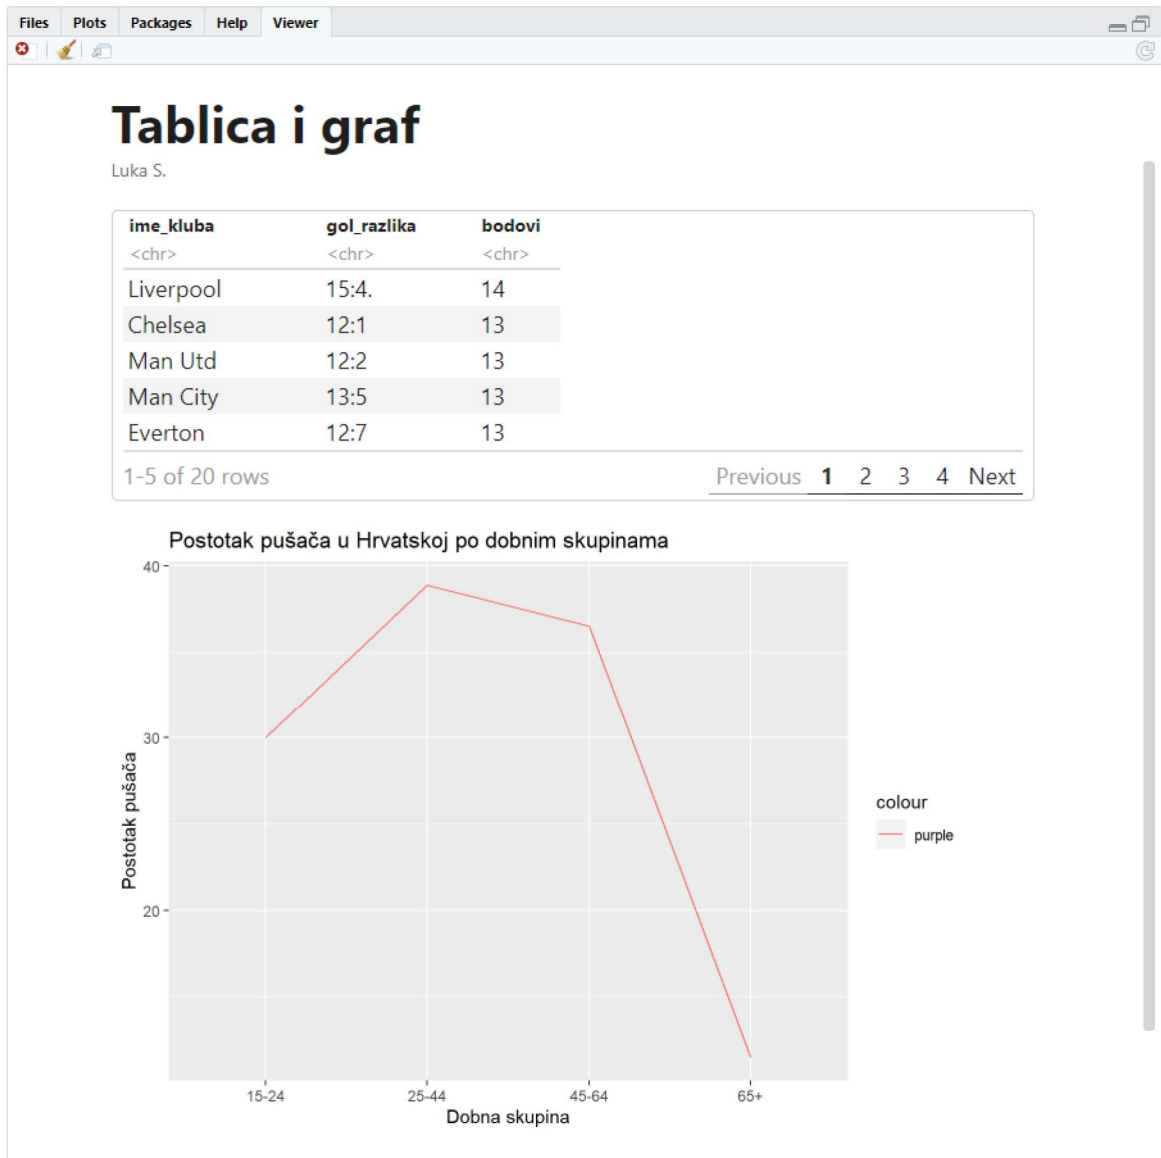 Files Plots Packages Help Viewer
Tablica i graf
Luka S.
ime_kluba gol_razlika bodovi
<chr> <chr> <chr>
Liverpool 15:4. 14
Chelsea 12:1 13
Man Utd 12:2 13
Man City 13:5 13
Everton 12:7 13
1-5 of 20 rows Previous 1 2 3 4 Next
Postotak pušača u Hrvatskoj po dobnim skupinama
40
30
20
Postotak pušača
colour
purple
15-24 25-44 45-64 65+
Dobna skupina